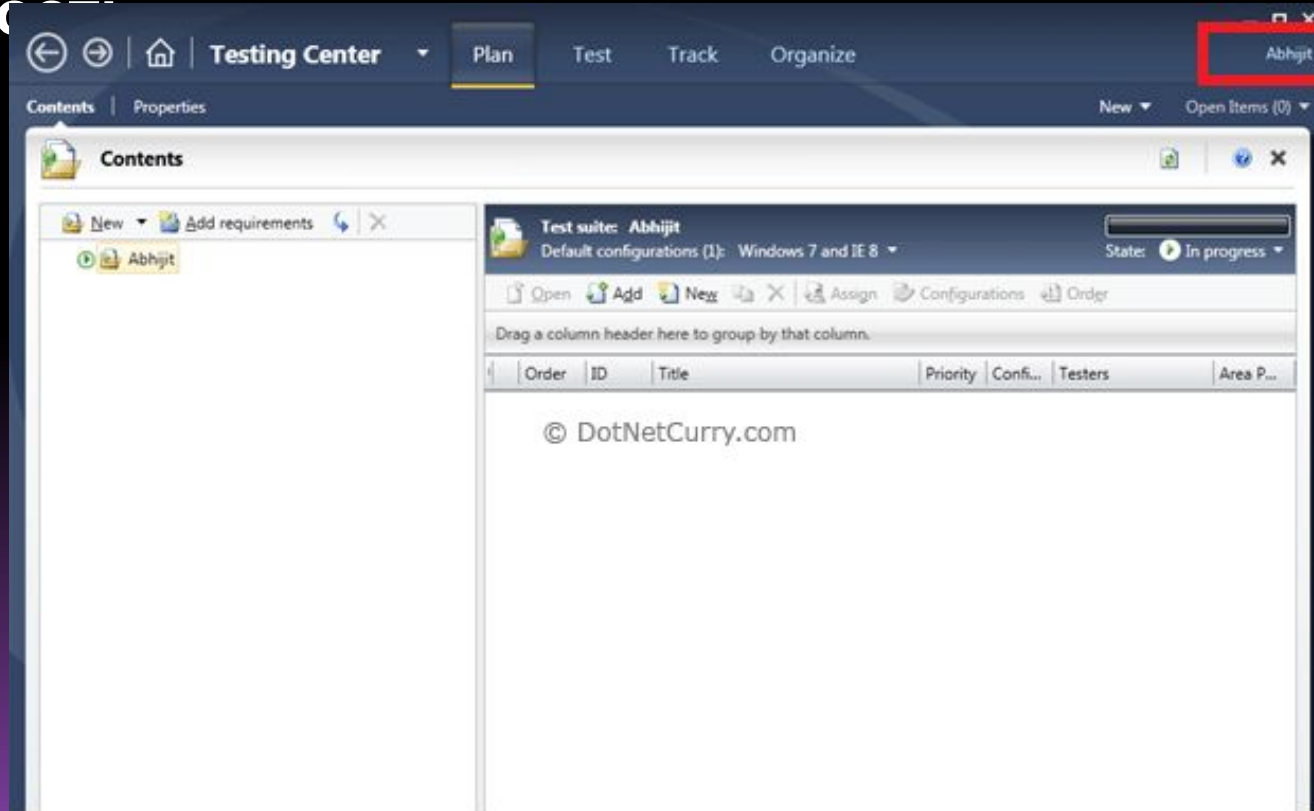 Testing Center Plan Test Track Organize Abhijit
Contents Properties New Open Items (0)
Contents
New Add requirements
Abhijit
Test suite: Abhijit
Default configurations (1): Windows 7 and IE 8 State: In progress
Open Add New Assign Configurations Order
Drag a column header here to group by that column.
Order ID Title Priority Confi... Testers Area P...
© DotNetCurry.com